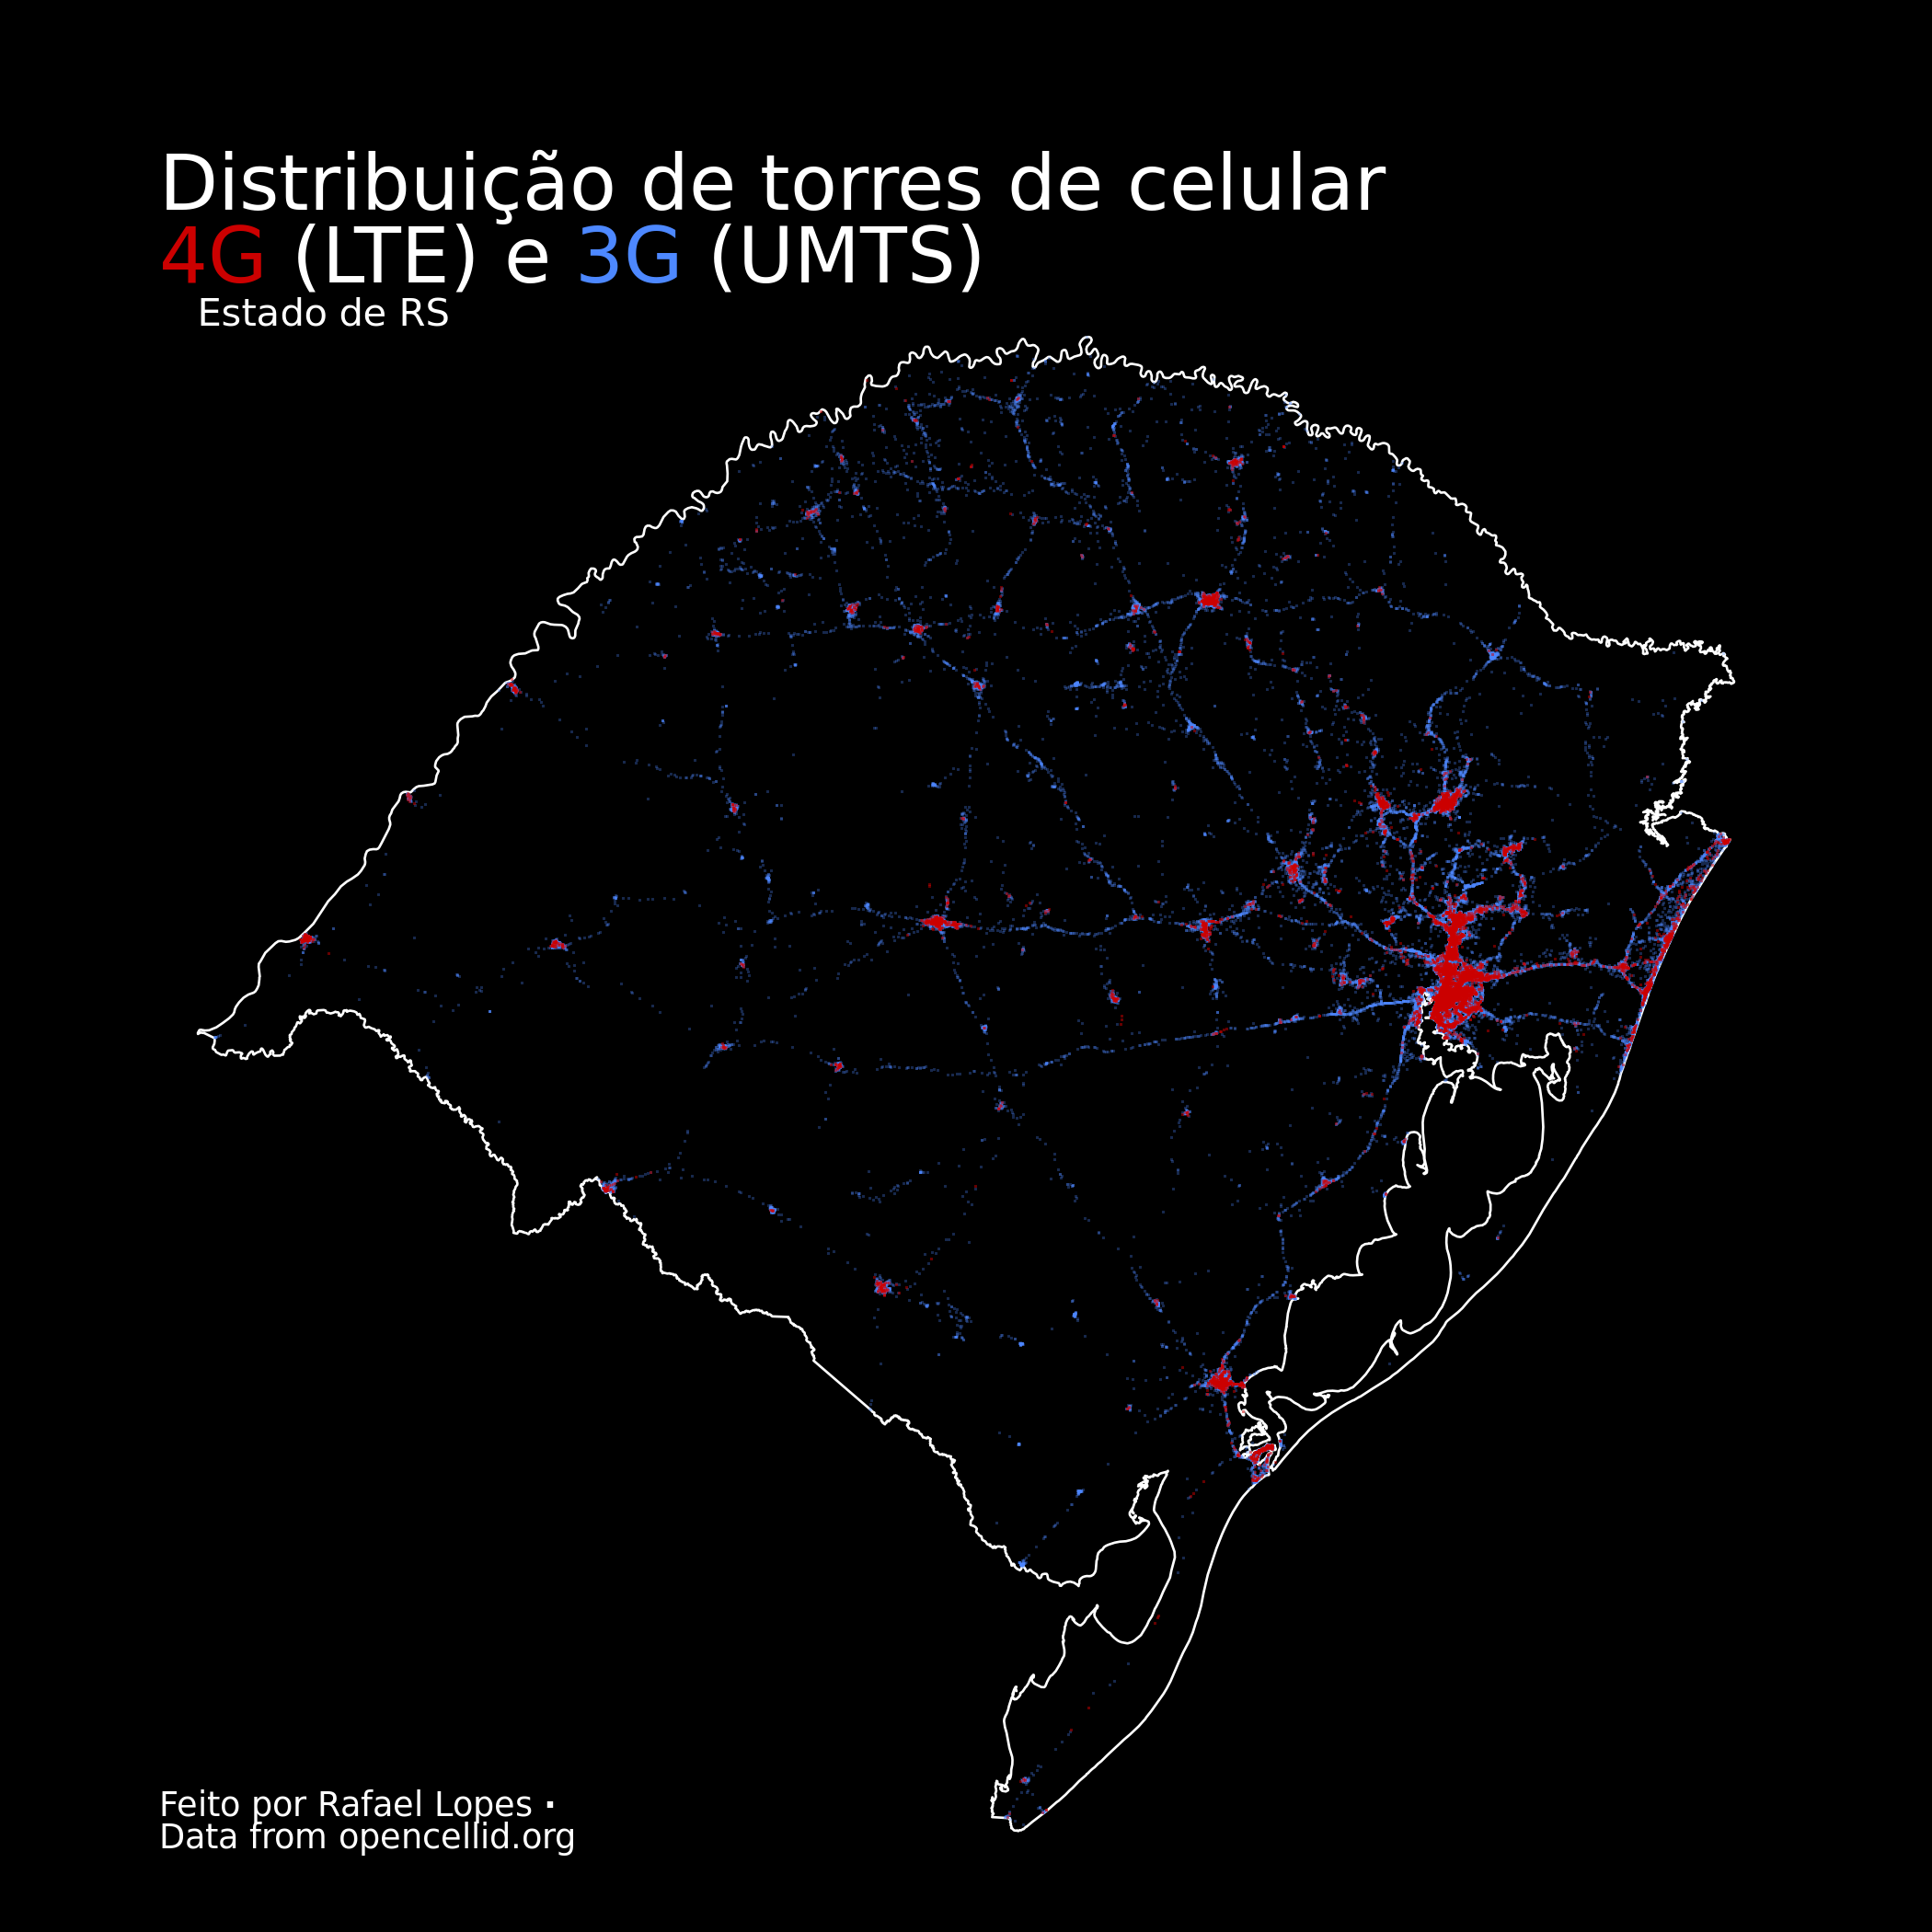 Distribuição de torres de celular
4G (LTE) e 3G (UMTS)
Estado de RS
Feito por Rafael Lopes ·
Data from opencellid.org